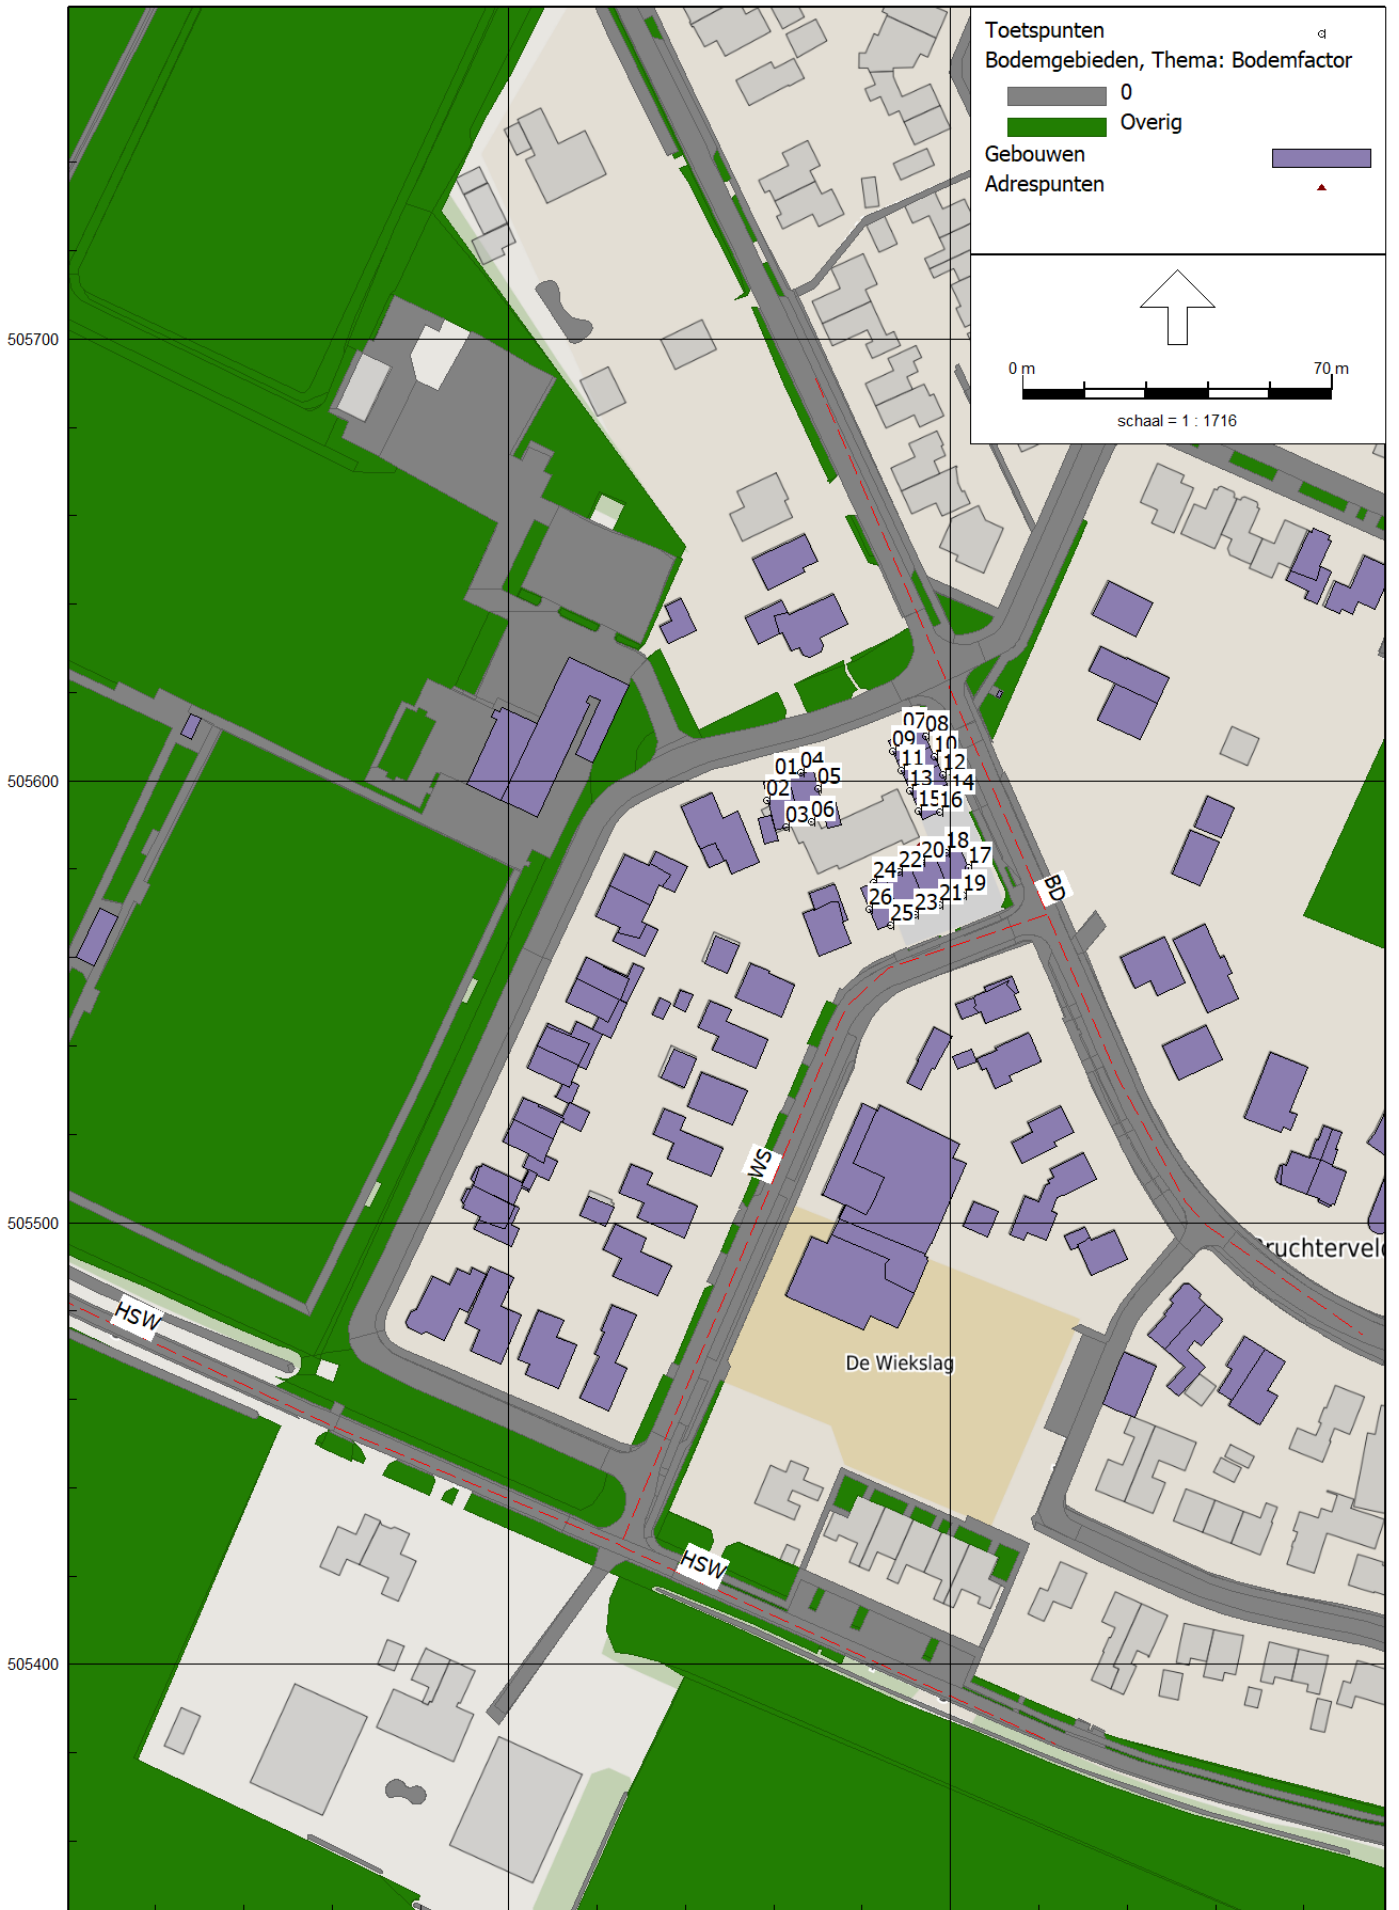 Toetspunten
Bodemgebieden, Thema: Bodemfactor
0
Overig
Gebouwen
Adrespunten
0 m 70 m
schaal = 1 : 1716
505700
07 08
09 10
505600
01 04 11 12
02 05 13 14
03 06 15 16
18
20 17
22
24 19
26 21
23
25
BD
WS
505500
Bruchterveld
HSW
De Wiekslag
HSW
505400